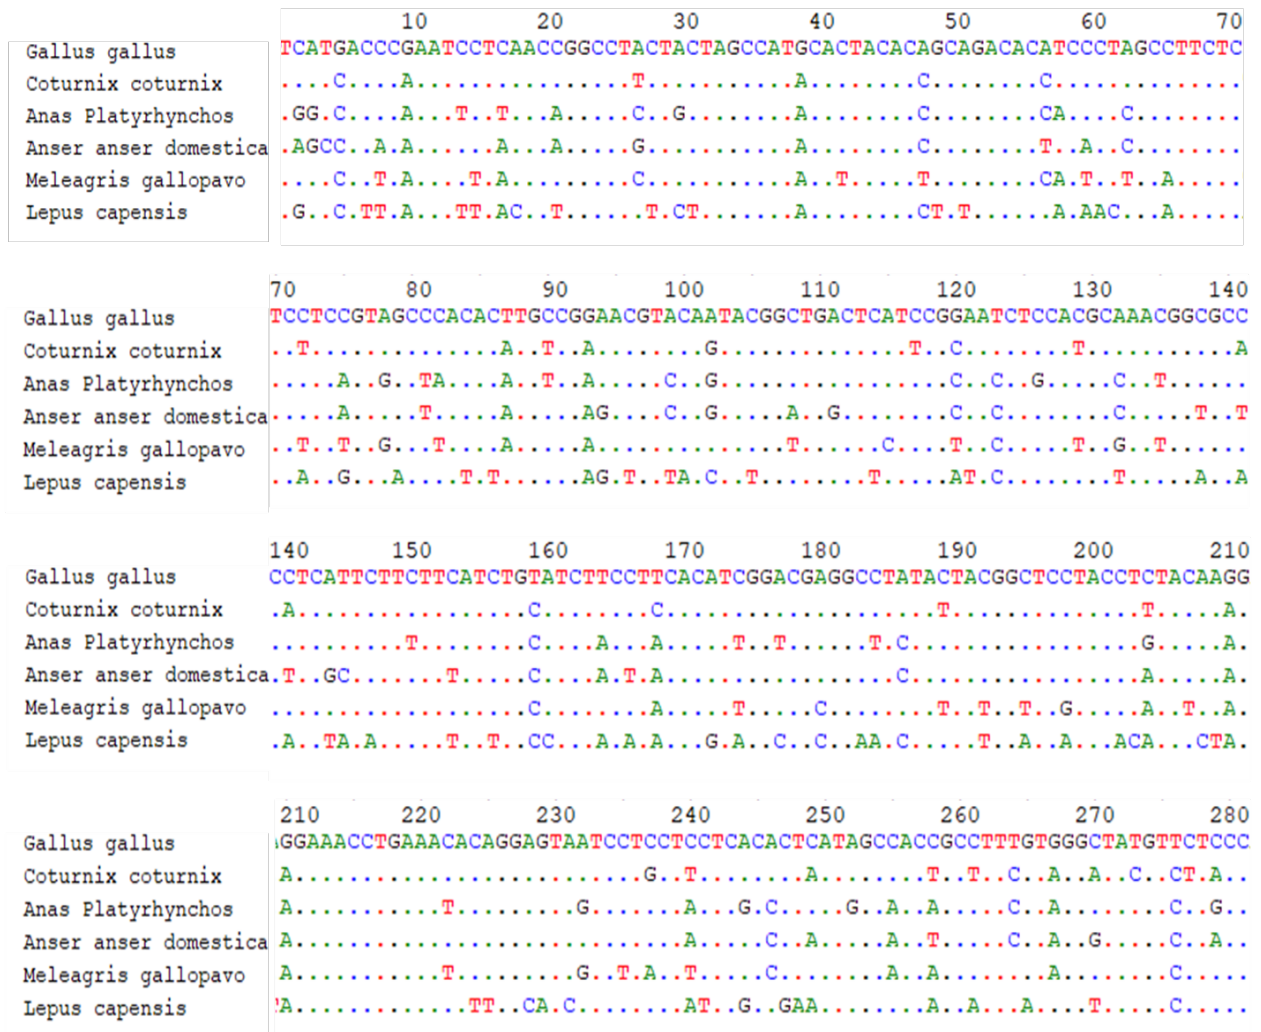 10 20 30 40 50 60 70
Gallus gallus TCATGACCCGAATCCTCAACCGGCCTACTACTAGCCATGCACTACACAGCAGACACATCCCTAGCCTTCTC
Coturnix coturnix ....C....A................T...........A........C........C..............
Anas Platyrhynchos .GG.C....A...T..T...A.....C..G........A........C........CA....C........
Anser anser domestica .AGCC..A.A......A...A.....G...........A........C........T..A..C........
Meleagris gallopavo ....C..T.A....T.A.........C...........A..T.....T........CA.T..T..A.....
Lepus capensis .G..C.TT.A...TT.AC..T......T.CT.......A........CT.T......A.AAC...A.....
70 80 90 100 110 120 130 140
Gallus gallus TCCTCCGTAGCCCACACTTGCCGGAACGTACAATACGGCTGACTCATCCGGAATCTCCACGCAAACGGCGCC
Coturnix coturnix ..T..............A..T..A........G..............T..C........T...........A
Anas Platyrhynchos .....A..G..TA....A..T..A.....C..G.................C..C..G.....C..T......
Anser anser domestica .....A.....T.....A.....AG....C..G.....A..G........C..C........C.....T..T
Meleagris gallopavo ..T..T..G...T....A.....A..............T......C....T..C.....T..G..T......
Lepus capensis ..A..G...A....T.T......AG.T..TA.C..T........T.....AT.C........T.....A..A
140 150 160 170 180 190 200 210
Gallus gallus CCTCATTCTTCTTCATCTGTATCTTCCTTCACATCGGACGAGGCCTATACTACGGCTCCTACCTCTACAAGG
Coturnix coturnix .A.................C........C....................T..............T.....A.
Anas Platyrhynchos ..........T........C....A...A.....T..T......T.C.................G.....A.
Anser anser domestica .T..GC.......T.....C....A.T.A.................C.................A.....A.
Meleagris gallopavo ...................C........A.....T.....C........T..T..T..G.....A..T..A.
Lepus capensis .A..TA.A.....T..T..CC...A.A.A...G.A..C..C..AA.C.....T..A..A...ACA...CTA.
210 220 230 240 250 260 270 280
Gallus gallus GGAAACCTGAAACACAGGAGTAATCCTCCTCCTCACACTCATAGCCACCGCCTTTGTGGGCTATGTTCTCCC
Coturnix coturnix A..........................G..T........A........T..T..C..A..A..C..CT.A..
Anas Platyrhynchos A...........T.........G.......A...G.C.....G..A..A.....C..A........C..G..
Anser anser domestica A.............................A.....C..A.....A..T.....C..A..G.....C..A..
Meleagris gallopavo A...........T.........G..T.A..T.....C........A..A........A........C.....
Lepus capensis A.............TT..CA.C........AT..G..GAA........A..A...A....T.....C.....